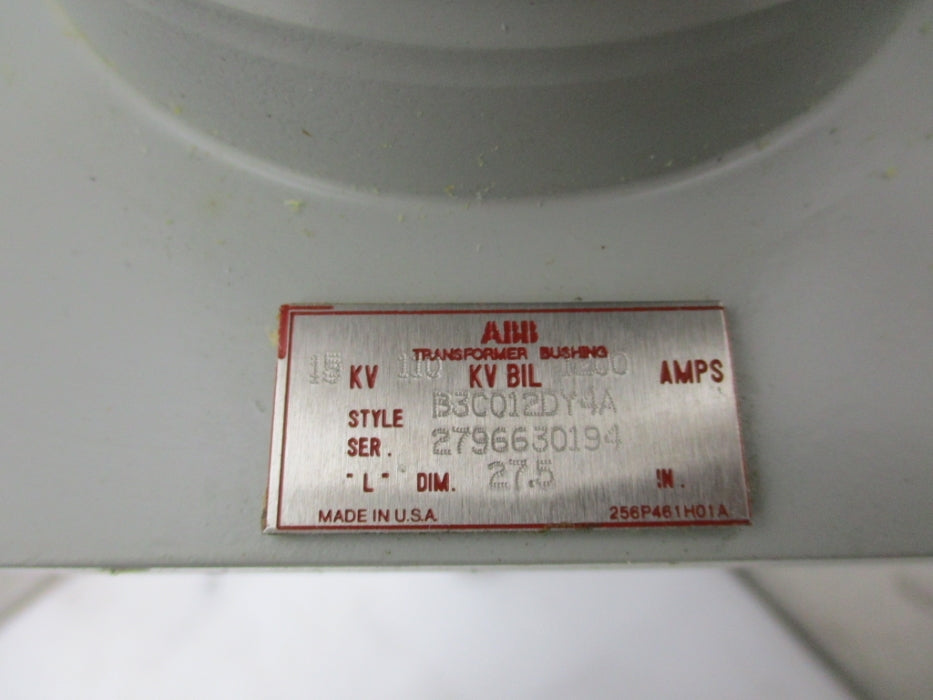 ABB
TRANSFORMER BUSHING
15 KV 110 KV BIL 1200 AMPS
STYLE B3C012DY4A
SER. 2796630194
"L" DIM. 27.5 IN.
MADE IN U.S.A. 256P461H01A